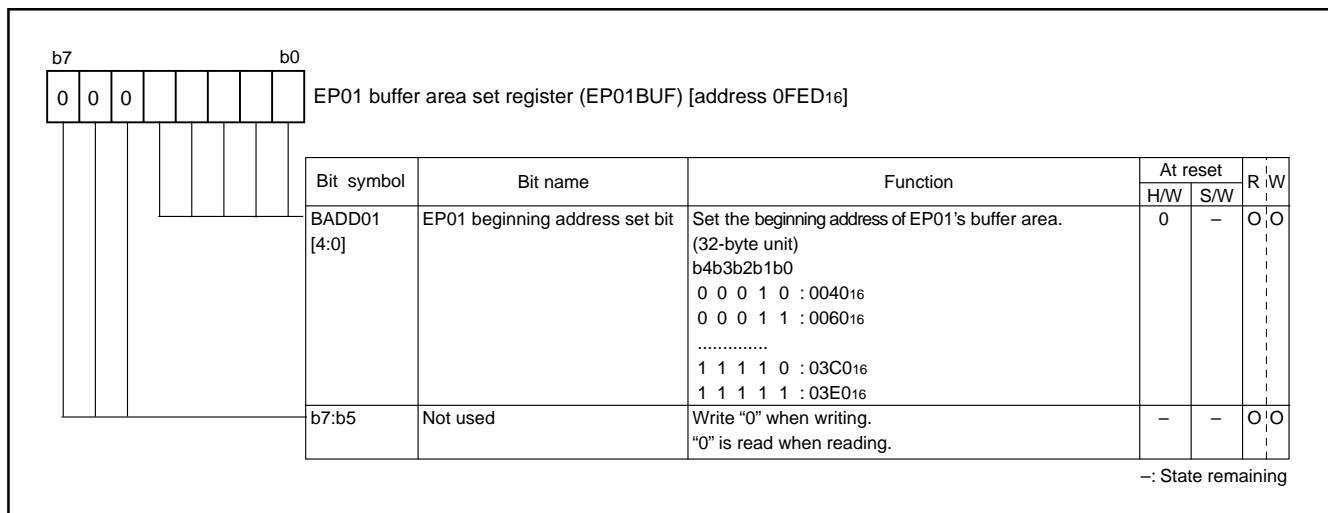 b7 b0
0 0 0 EP01 buffer area set register (EP01BUF) [address 0FED16]
Bit symbol Bit name Function At reset R W
H/W S/W
BADD01 EP01 beginning address set bit Set the beginning address of EP01's buffer area. 0 – O O
[4:0] (32-byte unit)
b4b3b2b1b0
0 0 0 1 0 : 004016
0 0 0 1 1 : 006016
..............
1 1 1 1 0 : 03C016
1 1 1 1 1 : 03E016
b7:b5 Not used Write “0” when writing. – – O O
“0” is read when reading.
–: State remaining